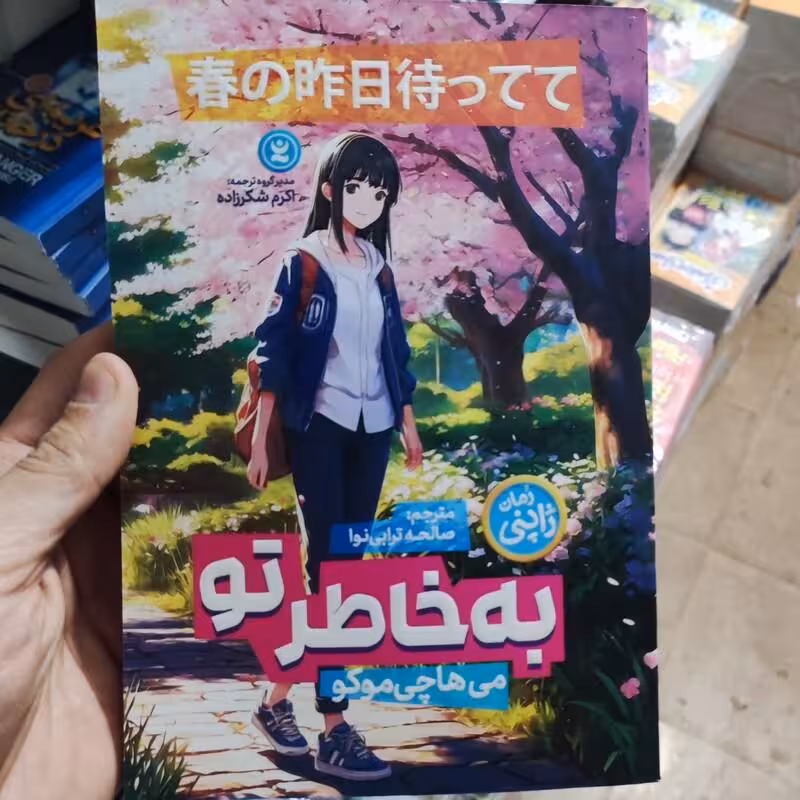 春の昨日待ってて
مدیر گروه ترجمه:
اکرم شکرزاده
رمان
ژاپنی
مترجم:
صالحه ترابی‌نوا
به خاطر تو
می هاچی موکو